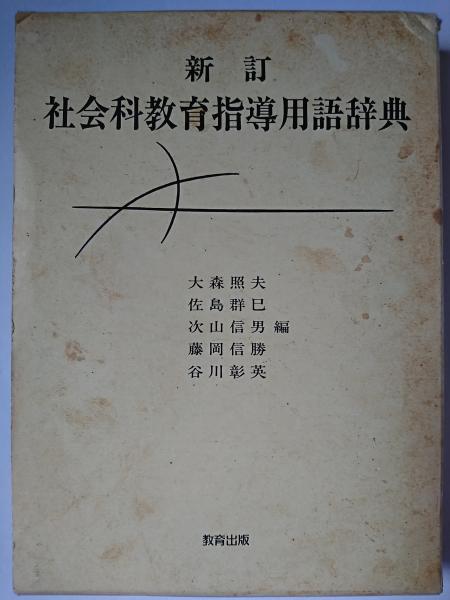 新訂
社会科教育指導用語辞典
大森照夫
佐島群巳
次山信男 編
藤岡信勝
谷川彰英
教育出版